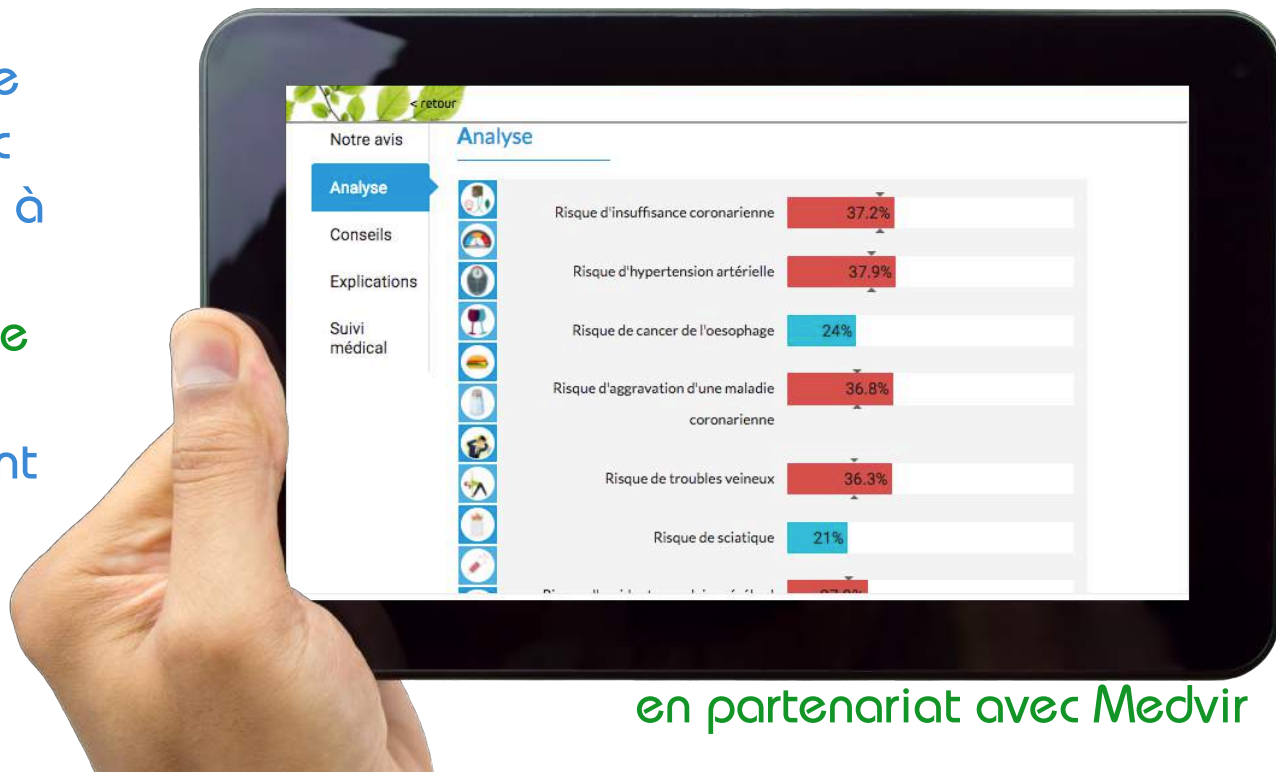 e
c
à
e
nt
< retour
Notre avis
Analyse
Conseils
Explications
Suivi
médical
Analyse
Risque d'insuffisance coronarienne 37.2%
Risque d'hypertension artérielle 37.9%
Risque de cancer de l'oesophage 24%
Risque d'aggravation d'une maladie 36.8%
coronarienne
Risque de troubles veineux 36.3%
Risque de sciatique 21%
en partenariat avec Medvir